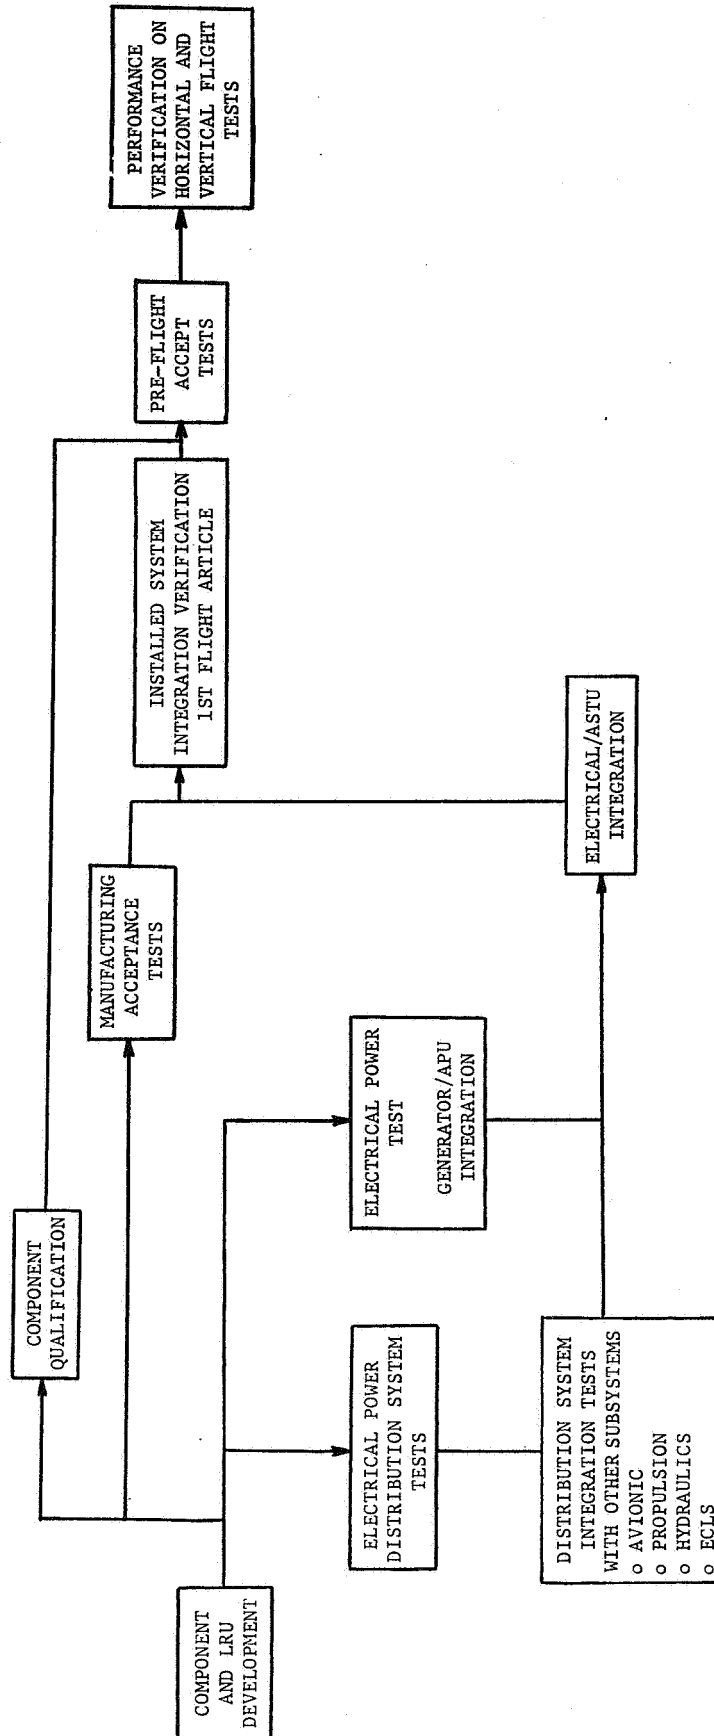 COMPONENT
AND LRU
DEVELOPMENT
COMPONENT
QUALIFICATION
MANUFACTURING
ACCEPTANCE
TESTS
ELECTRICAL POWER
DISTRIBUTION SYSTEM
TESTS
ELECTRICAL POWER
TEST
GENERATOR/APU
INTEGRATION
DISTRIBUTION SYSTEM
INTEGRATION TESTS
WITH OTHER SUBSYSTEMS
o AVIONIC
o PROPULSION
o HYDRAULICS
o ECLS
ELECTRICAL/ASTU
INTEGRATION
INSTALLED SYSTEM
INTEGRATION VERIFICATION
1ST FLIGHT ARTICLE
PRE-FLIGHT
ACCEPT
TESTS
PERFORMANCE
VERIFICATION ON
HORIZONTAL AND
VERTICAL FLIGHT
TESTS